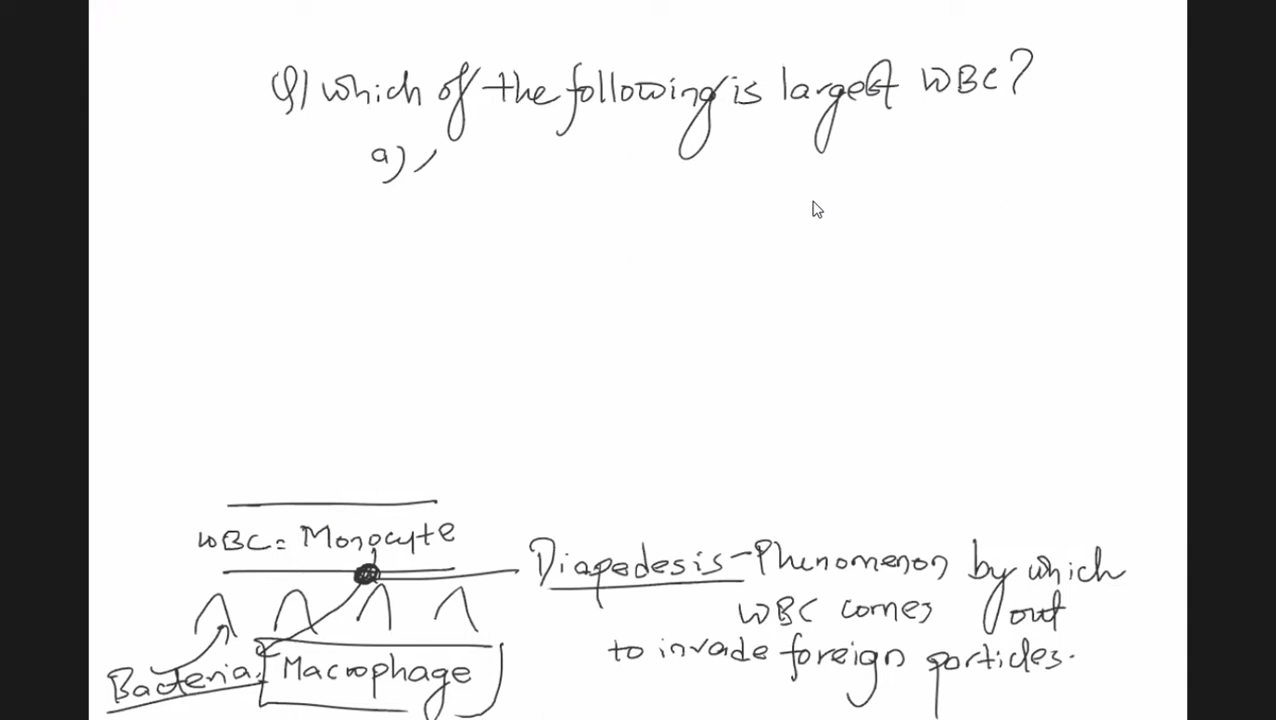 Q) which of the following is largest WBC?
a)
WBC = Monocyte
Diapedesis - Phenomenon by which
WBC comes out
to invade foreign particles.
Bacteria.
Macrophage